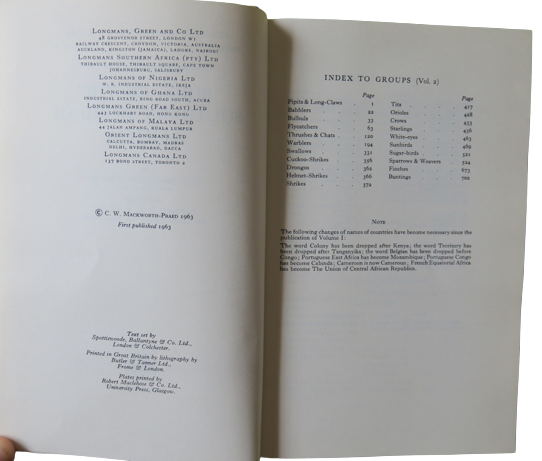 Longmans, Green and Co Ltd
48 Grosvenor Street, London W1
Railway Crescent, Croydon, Victoria, Australia
Auckland, Kingston (Jamaica), Lahore, Nairobi
Longmans Southern Africa (Pty) Ltd
Thibault House, Thibault Square, Cape Town
Johannesburg, Salisbury
Longmans of Nigeria Ltd
W. R. Industrial Estate, Ikeja
Longmans of Ghana Ltd
Industrial Estate, Ring Road South, Accra
Longmans Green (Far East) Ltd
443 Lockhart Road, Hong Kong
Longmans of Malaya Ltd
44 Jalan Ampang, Kuala Lumpur
Orient Longmans Ltd
Calcutta, Bombay, Madras
Delhi, Hyderabad, Dacca
Longmans Canada Ltd
137 Bond Street, Toronto 2
© C. W. Mackworth-Praed 1963
First published 1963
Text set by
Spottiswoode, Ballantyne & Co. Ltd.,
London & Colchester.
Printed in Great Britain by lithography by
Butler & Tanner Ltd.,
Frome & London.
Plates printed by
Robert Maclehose & Co. Ltd.,
University Press, Glasgow.
INDEX TO GROUPS (Vol. 2)
Page
Pipits & Long-Claws . 1
Babblers . . . 22
Bulbuls . . . 33
Flycatchers . . . 63
Thrushes & Chats . . 120
Warblers . . . 194
Swallows . . . 331
Cuckoo-Shrikes . . 356
Drongos . . . 362
Helmet-Shrikes . . 366
Shrikes . . . 372
Page
Tits . . . 417
Orioles . . . 428
Crows . . . 433
Starlings . . . 436
White-eyes . . . 463
Sunbirds . . . 469
Sugar-birds . . . 521
Sparrows & Weavers . 524
Finches . . . 673
Buntings . . . 702
Note
The following changes of names of countries have become necessary since the
publication of Volume I:
The word Colony has been dropped after Kenya; the word Territory has
been dropped after Tanganyika; the word Belgian has been dropped before
Congo; Portuguese East Africa has become Mozambique; Portuguese Congo
has become Cabinda; Cameroon is now Cameroun; French Equatorial Africa
has become The Union of Central African Republics.